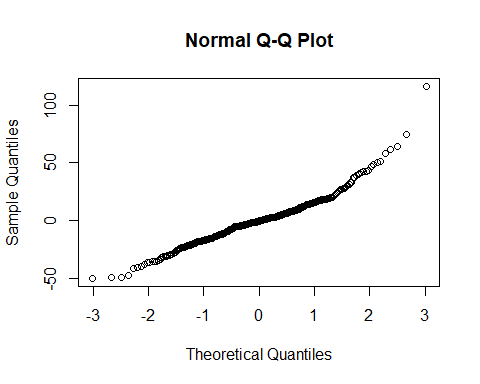 Normal Q-Q Plot
Sample Quantiles
100
50
0
-50
-3 -2 -1 0 1 2 3
Theoretical Quantiles